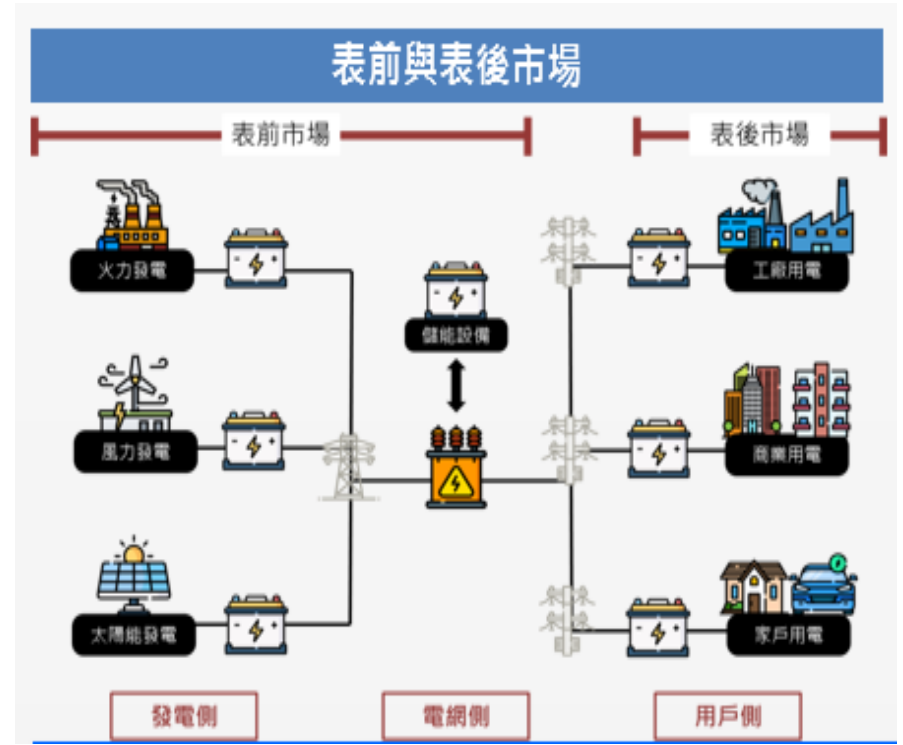 表前與表後市場
表前市場
表後市場
火力發電
工廠用電
儲能設備
風力發電
商業用電
太陽能發電
家戶用電
發電側
電網側
用戶側